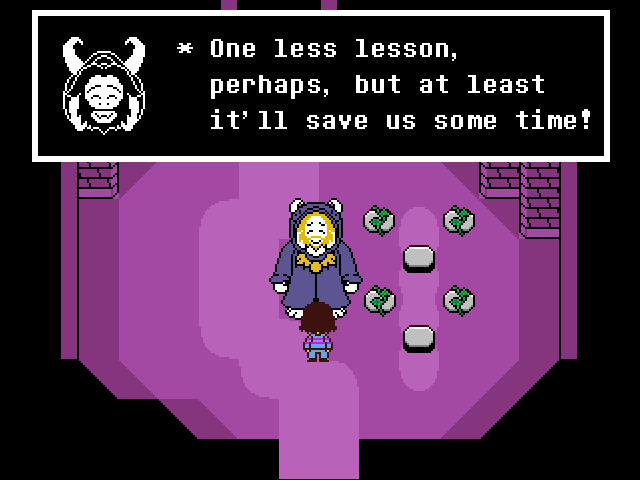 * One less lesson,
perhaps, but at least
it'll save us some time!